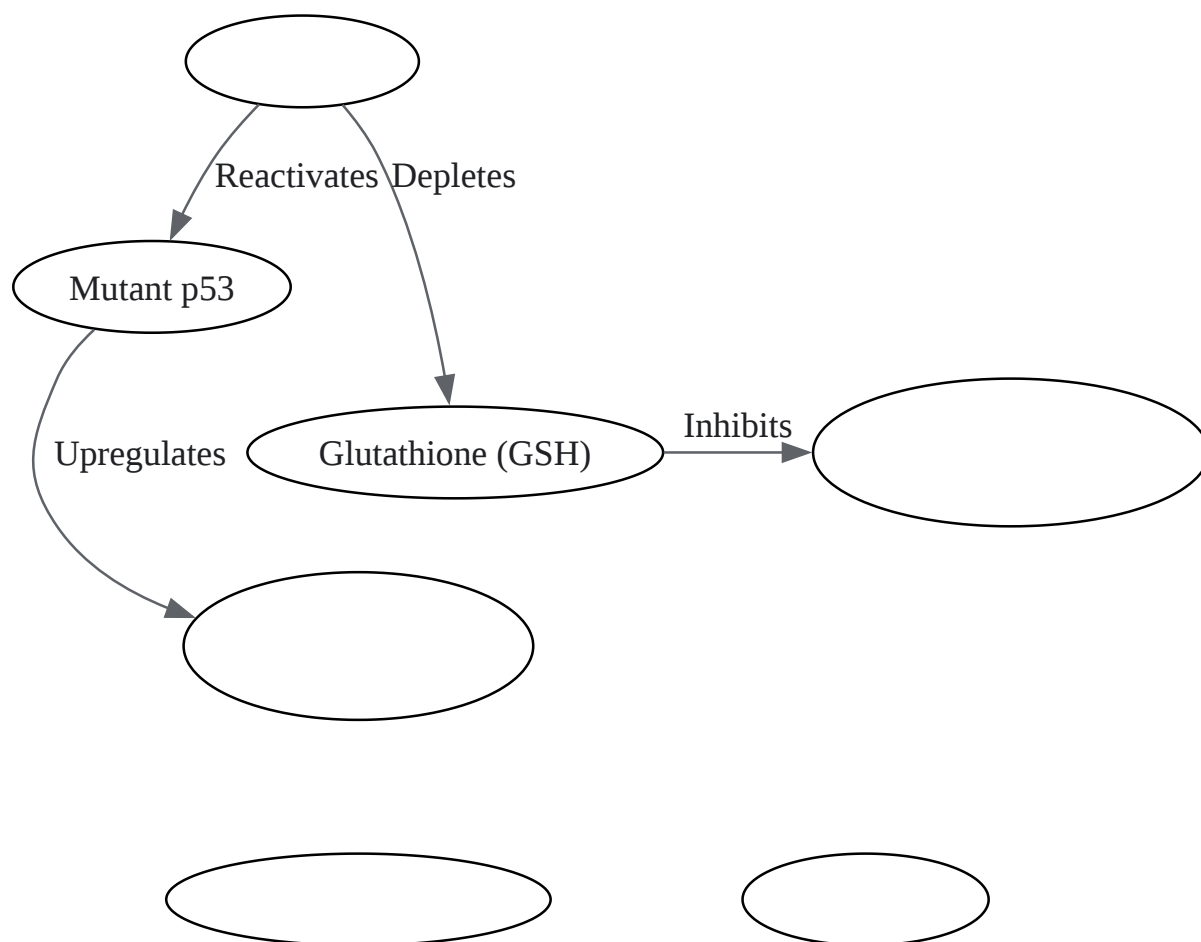 Reactivates
Depletes
Mutant p53
Inhibits
Upregulates
Glutathione (GSH)